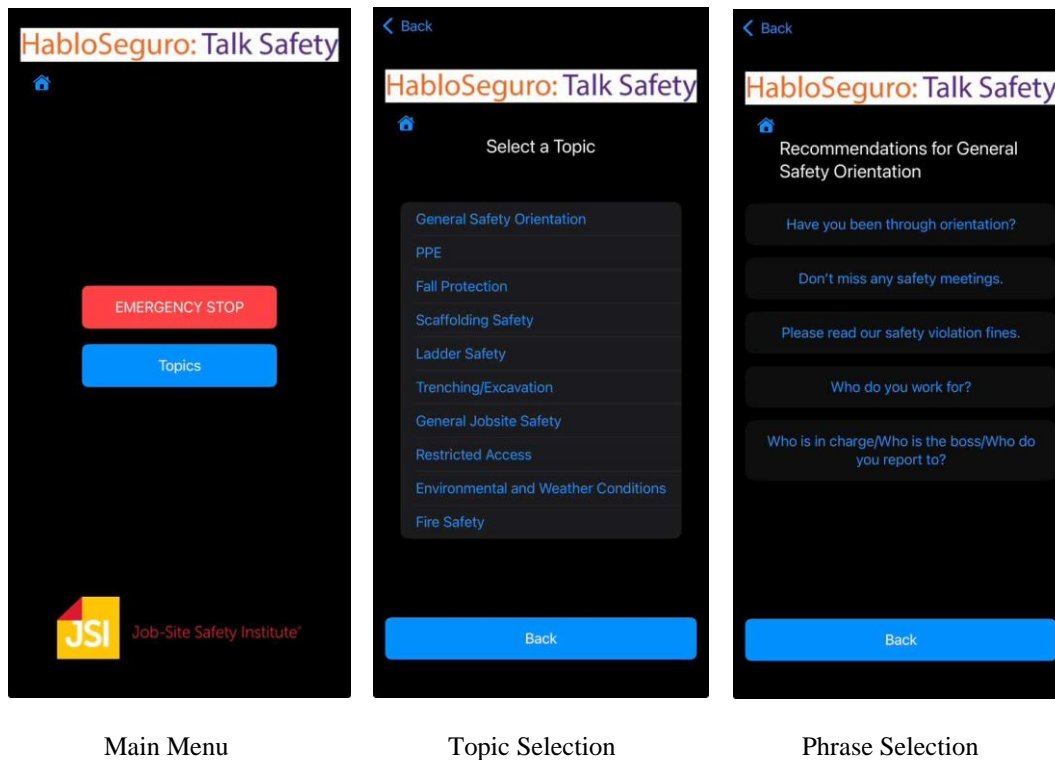 HabloSeguro: Talk Safety
EMERGENCY STOP
Topics
JSI
Job-Site Safety Institute®
Main Menu
Back
HabloSeguro: Talk Safety
Select a Topic
General Safety Orientation
PPE
Fall Protection
Scaffolding Safety
Ladder Safety
Trenching/Excavation
General Jobsite Safety
Restricted Access
Environmental and Weather Conditions
Fire Safety
Back
Topic Selection
Back
HabloSeguro: Talk Safety
Recommendations for General
Safety Orientation
Have you been through orientation?
Don't miss any safety meetings.
Please read our safety violation fines.
Who do you work for?
Who is in charge/Who is the boss/Who do
you report to?
Back
Phrase Selection